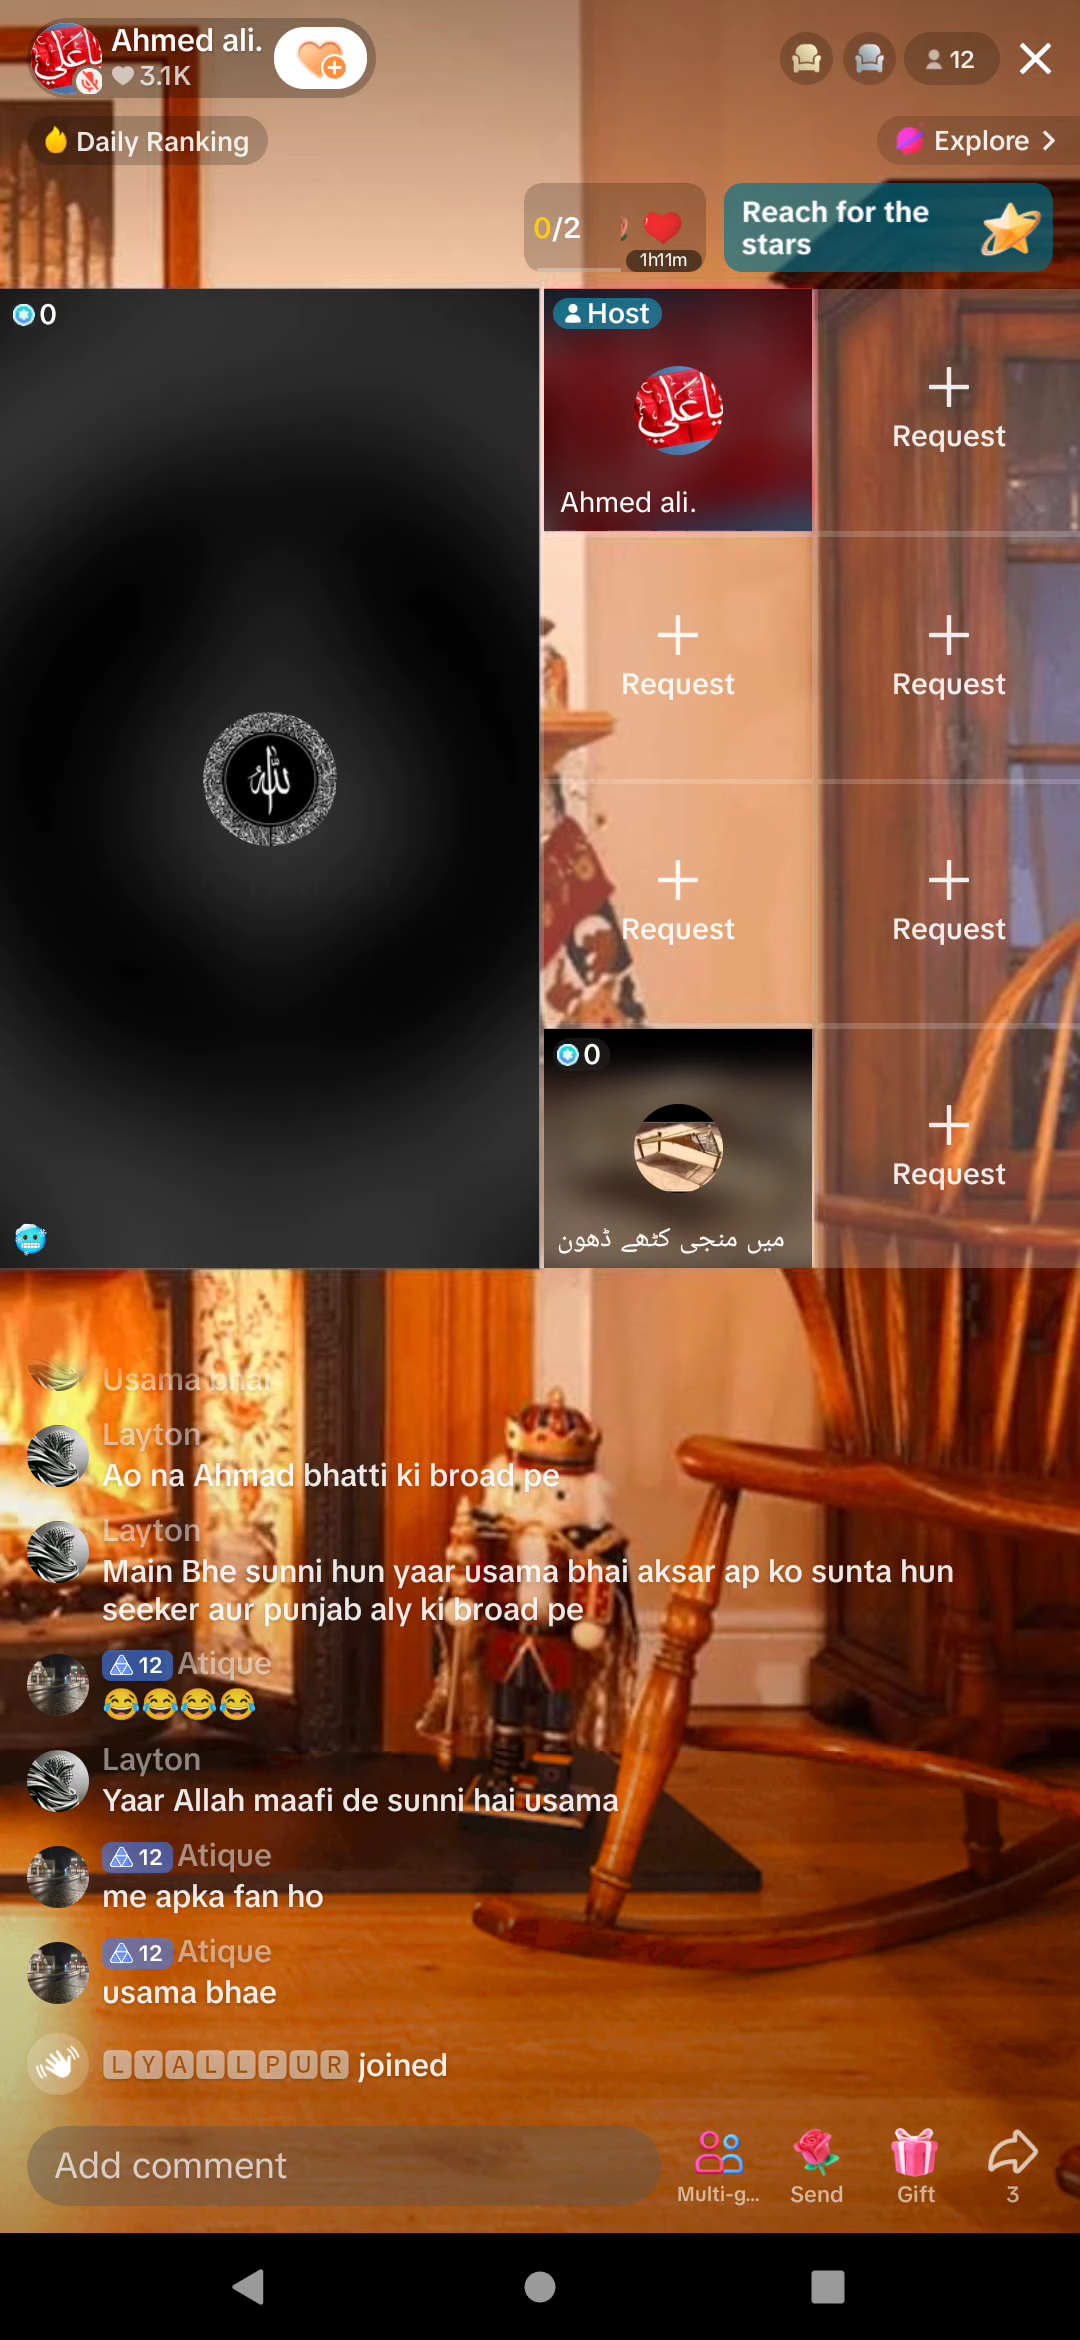 Ahmed ali.
3.1K
12
Daily Ranking
Explore
0/2
1h11m
Reach for the
stars
0
Host
ياعلي
Ahmed ali.
Request
Request
Request
الله
Request
Request
0
میں منجی کتھے ڈھون
Request
Usama bhai
Layton
Ao na Ahmad bhatti ki broad pe
Layton
Main Bhe sunni hun yaar usama bhai aksar ap ko sunta hun
seeker aur punjab aly ki broad pe
12 Atique
😂😂😂😂
Layton
Yaar Allah maafi de sunni hai usama
12 Atique
me apka fan ho
12 Atique
usama bhae
LYALLPUR joined
Add comment
Multi-g...
Send
Gift
3